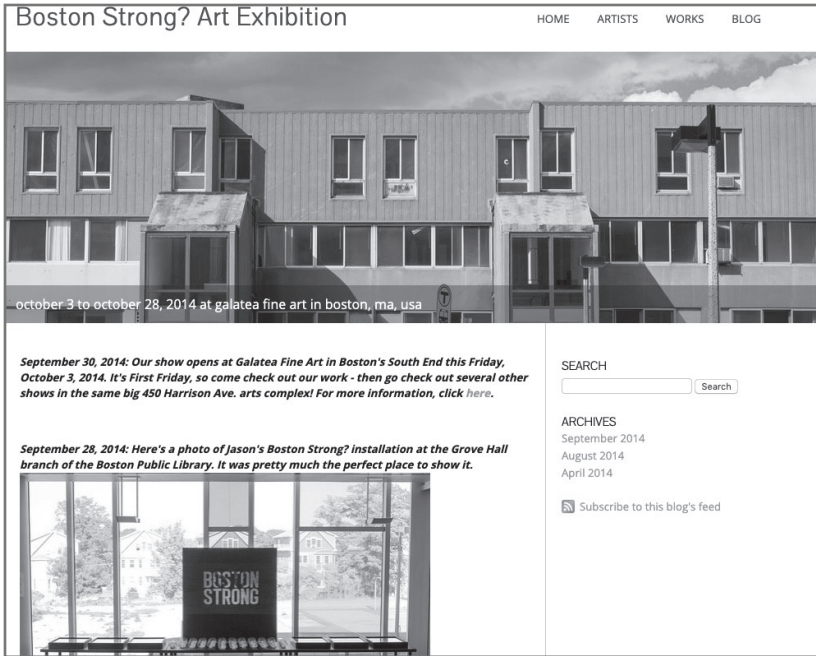 Boston Strong? Art Exhibition
HOME ARTISTS WORKS BLOG
october 3 to october 28, 2014 at galatea fine art in boston, ma, usa
September 30, 2014: Our show opens at Galatea Fine Art in Boston's South End this Friday,
October 3, 2014. It's First Friday, so come check out our work - then go check out several other
shows in the same big 450 Harrison Ave. arts complex! For more information, click here.
September 28, 2014: Here's a photo of Jason's Boston Strong? installation at the Grove Hall
branch of the Boston Public Library. It was pretty much the perfect place to show it.
BOSTON
STRONG
SEARCH
Search
ARCHIVES
September 2014
August 2014
April 2014
Subscribe to this blog's feed